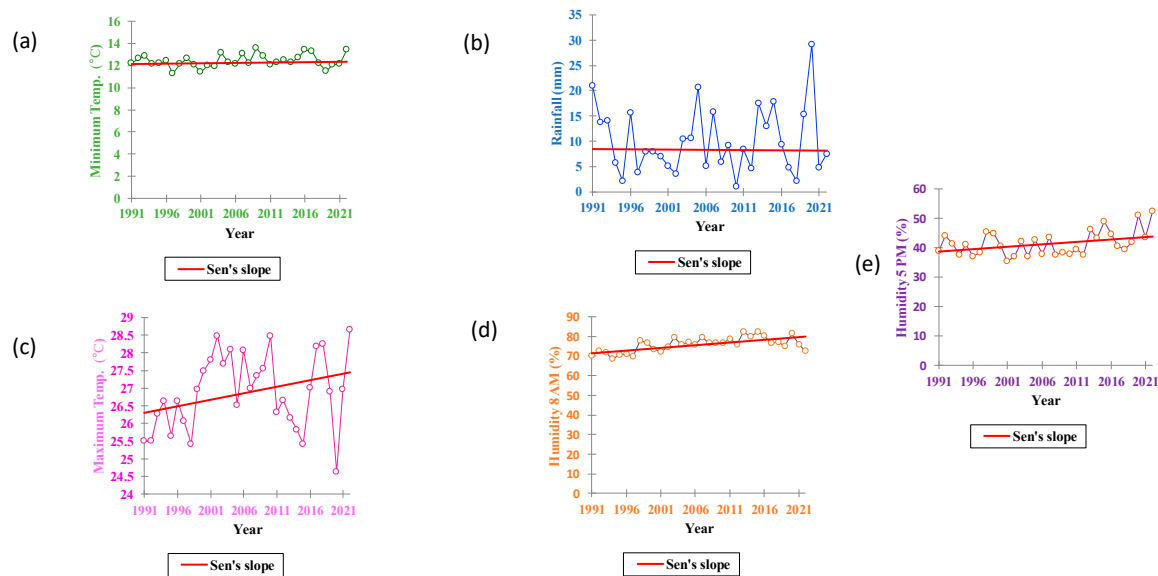 (a)
Minimum Temp. (°C)
16
14
12
10
8
6
4
2
0
1991 1996 2001 2006 2011 2016 2021
Year
Sen's slope
(b)
Rainfall (mm)
35
30
25
20
15
10
5
0
1991 1996 2001 2006 2011 2016 2021
Year
Sen's slope
(c)
Maximum Temp. (°C)
29
28.5
28
27.5
27
26.5
26
25.5
25
24.5
24
1991 1996 2001 2006 2011 2016 2021
Year
Sen's slope
(d)
Humidity 8 AM (%)
90
80
70
60
50
40
30
20
10
0
1991 1996 2001 2006 2011 2016 2021
Year
Sen's slope
(e)
Humidity 5 PM (%)
60
50
40
30
20
10
0
1991 1996 2001 2006 2011 2016 2021
Year
Sen's slope